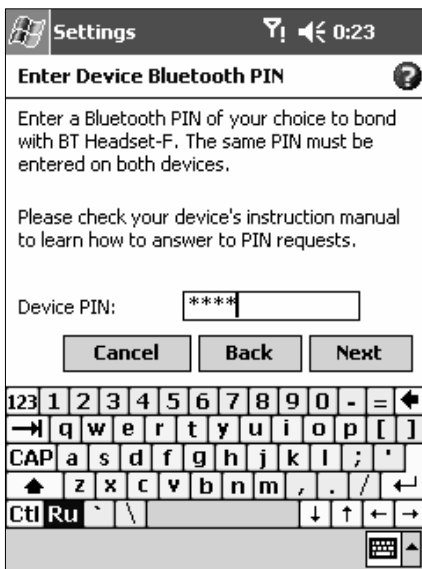 Settings 0:23
Enter Device Bluetooth PIN ?
Enter a Bluetooth PIN of your choice to bond
with BT Headset-F. The same PIN must be
entered on both devices.
Please check your device's instruction manual
to learn how to answer to PIN requests.
Device PIN: ****
Cancel Back Next
123 1 2 3 4 5 6 7 8 9 0 - =
q w e r t y u i o p [ ]
CAP a s d f g h j k l ; '
z x c v b n m , . /
Ctl Ru ` \